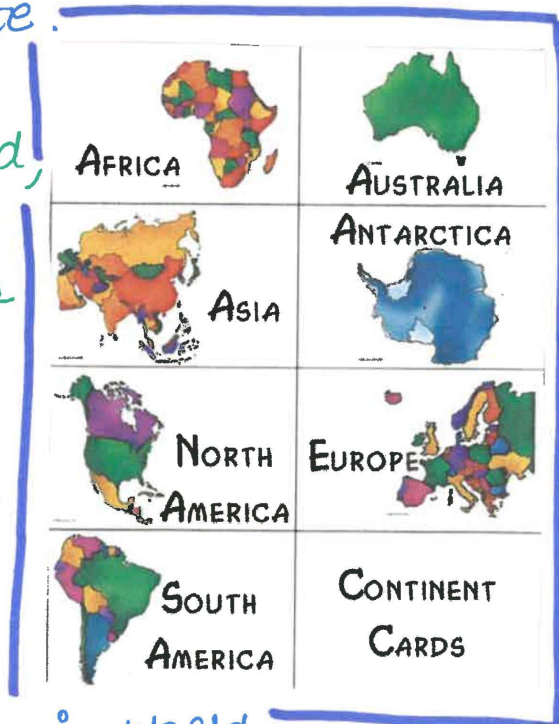 AFRICA
AUSTRALIA
ASIA
ANTARCTICA
NORTH
AMERICA
EUROPE
SOUTH
AMERICA
CONTINENT
CARDS